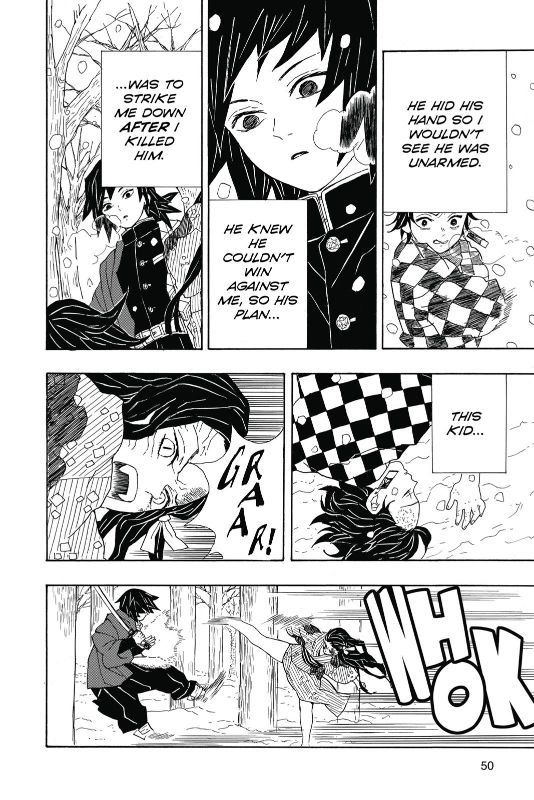 HE HID HIS
HAND SO I
WOULDN'T
SEE HE WAS
UNARMED.
HE KNEW
HE
COULDN'T
WIN
AGAINST
ME, SO HIS
PLAN...
...WAS TO
STRIKE
ME DOWN
AFTER I
KILLED
HIM.
THIS
KID...
GRAAAR!
WHOK
50